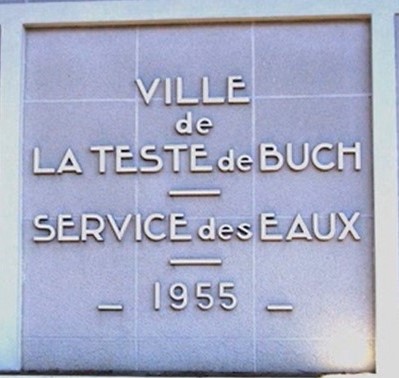 VILLE
de
LA TESTE de BUCH
SERVICE des EAUX
1955